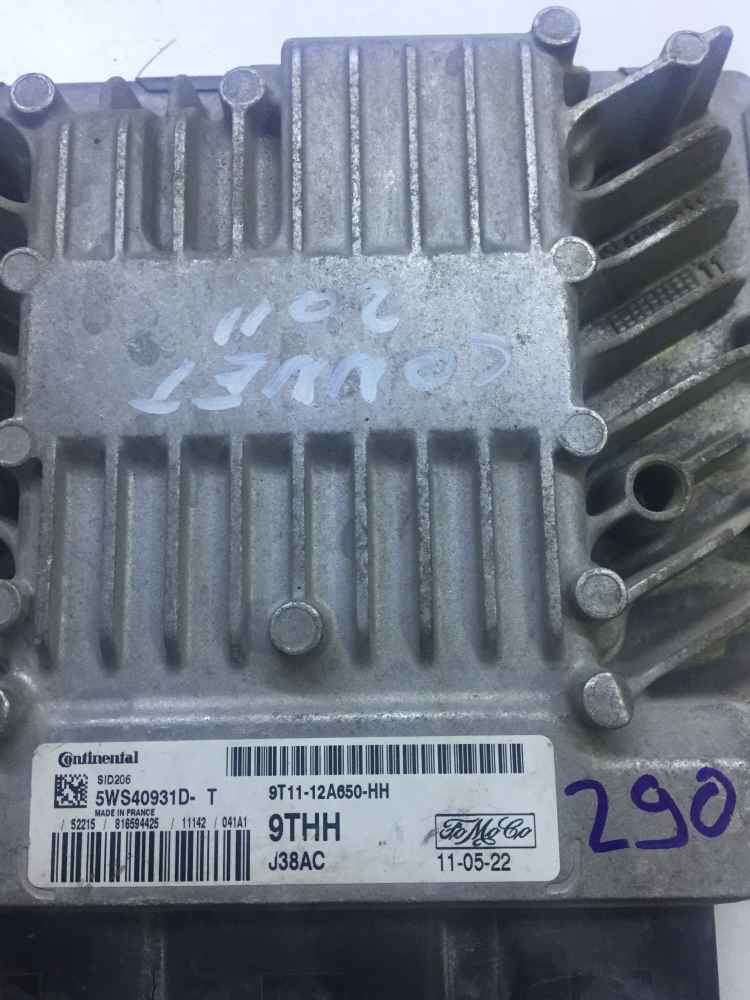 2011
CONNET
Continental
SID206
5WS40931D- T
MADE IN FRANCE
/ 52215 / 816594425 / 11142 / 041A1
9T11-12A650-HH
9THH
J38AC
FoMoCo
11-05-22
290
11